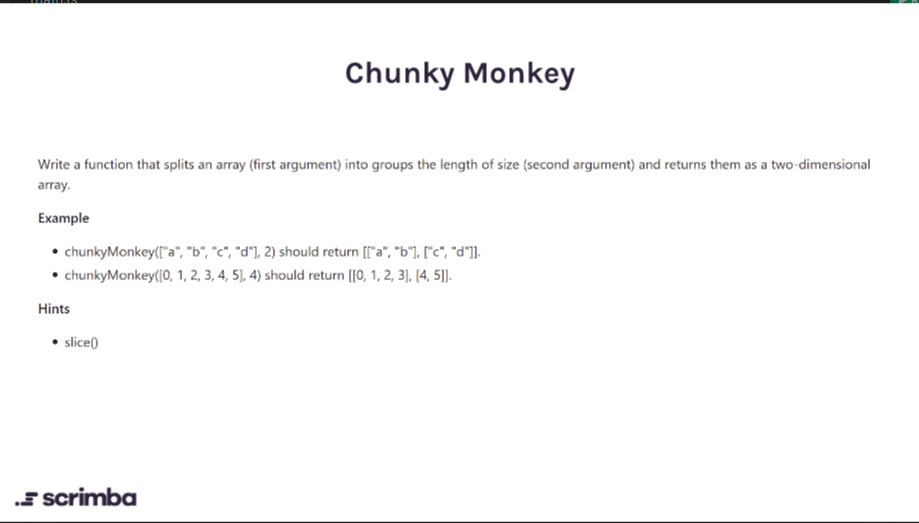 Chunky Monkey
Write a function that splits an array (first argument) into groups the length of size (second argument) and returns them as a two-dimensional
array.
Example
• chunkyMonkey(["a", "b", "c", "d"], 2) should return [["a", "b"], ["c", "d"]].
• chunkyMonkey([0, 1, 2, 3, 4, 5], 4) should return [[0, 1, 2, 3], [4, 5]].
Hints
• slice()
scrimba